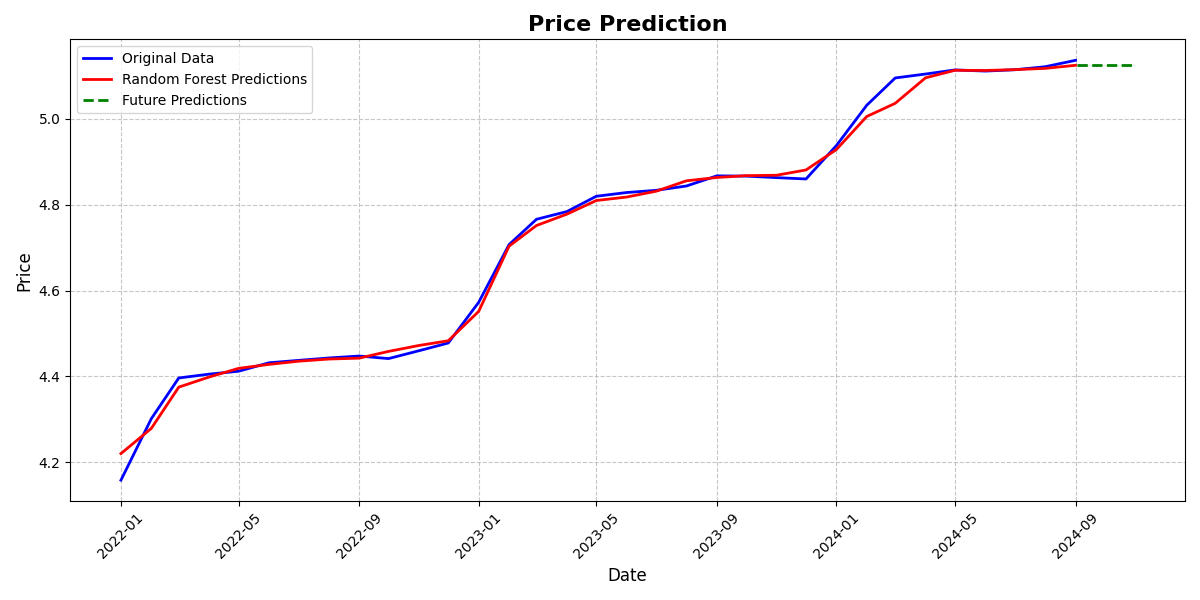 Price Prediction
Original Data
Random Forest Predictions
Future Predictions
Price
5.0
4.8
4.6
4.4
4.2
2022-01
2022-05
2022-09
2023-01
2023-05
2023-09
2024-01
2024-05
2024-09
Date